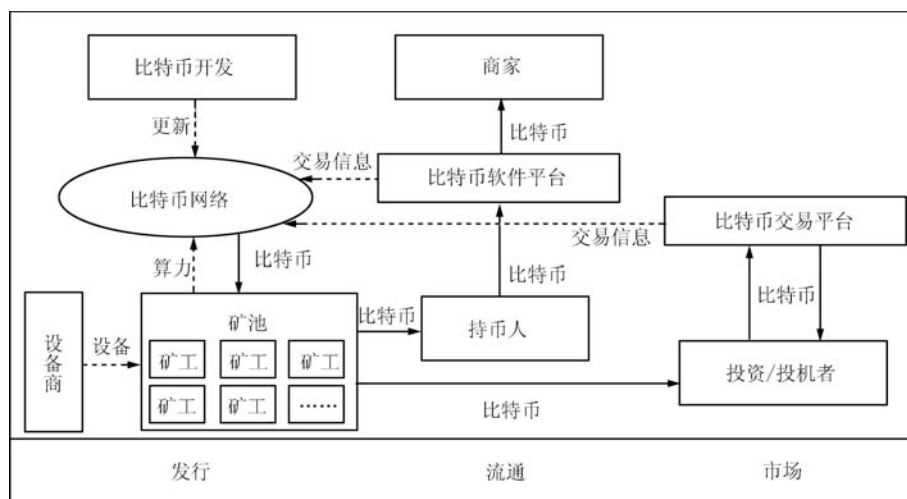 比特币开发
商家
更新
比特币
交易信息
比特币软件平台
比特币网络
比特币交易平台
交易信息
算力
比特币
比特币
比特币
比特币
设备商
设备
矿池
矿工
矿工
矿工
矿工
矿工
……
持币人
投资/投机者
比特币
发行
流通
市场